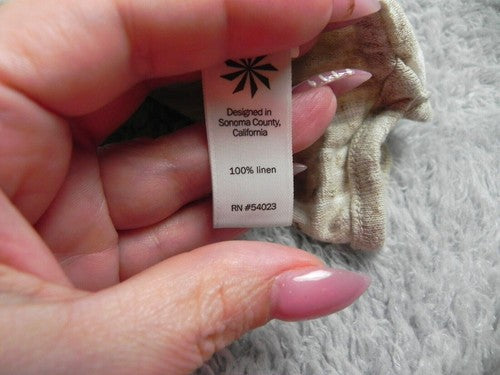 Designed in
Sonoma County,
California
100% linen
RN #54023